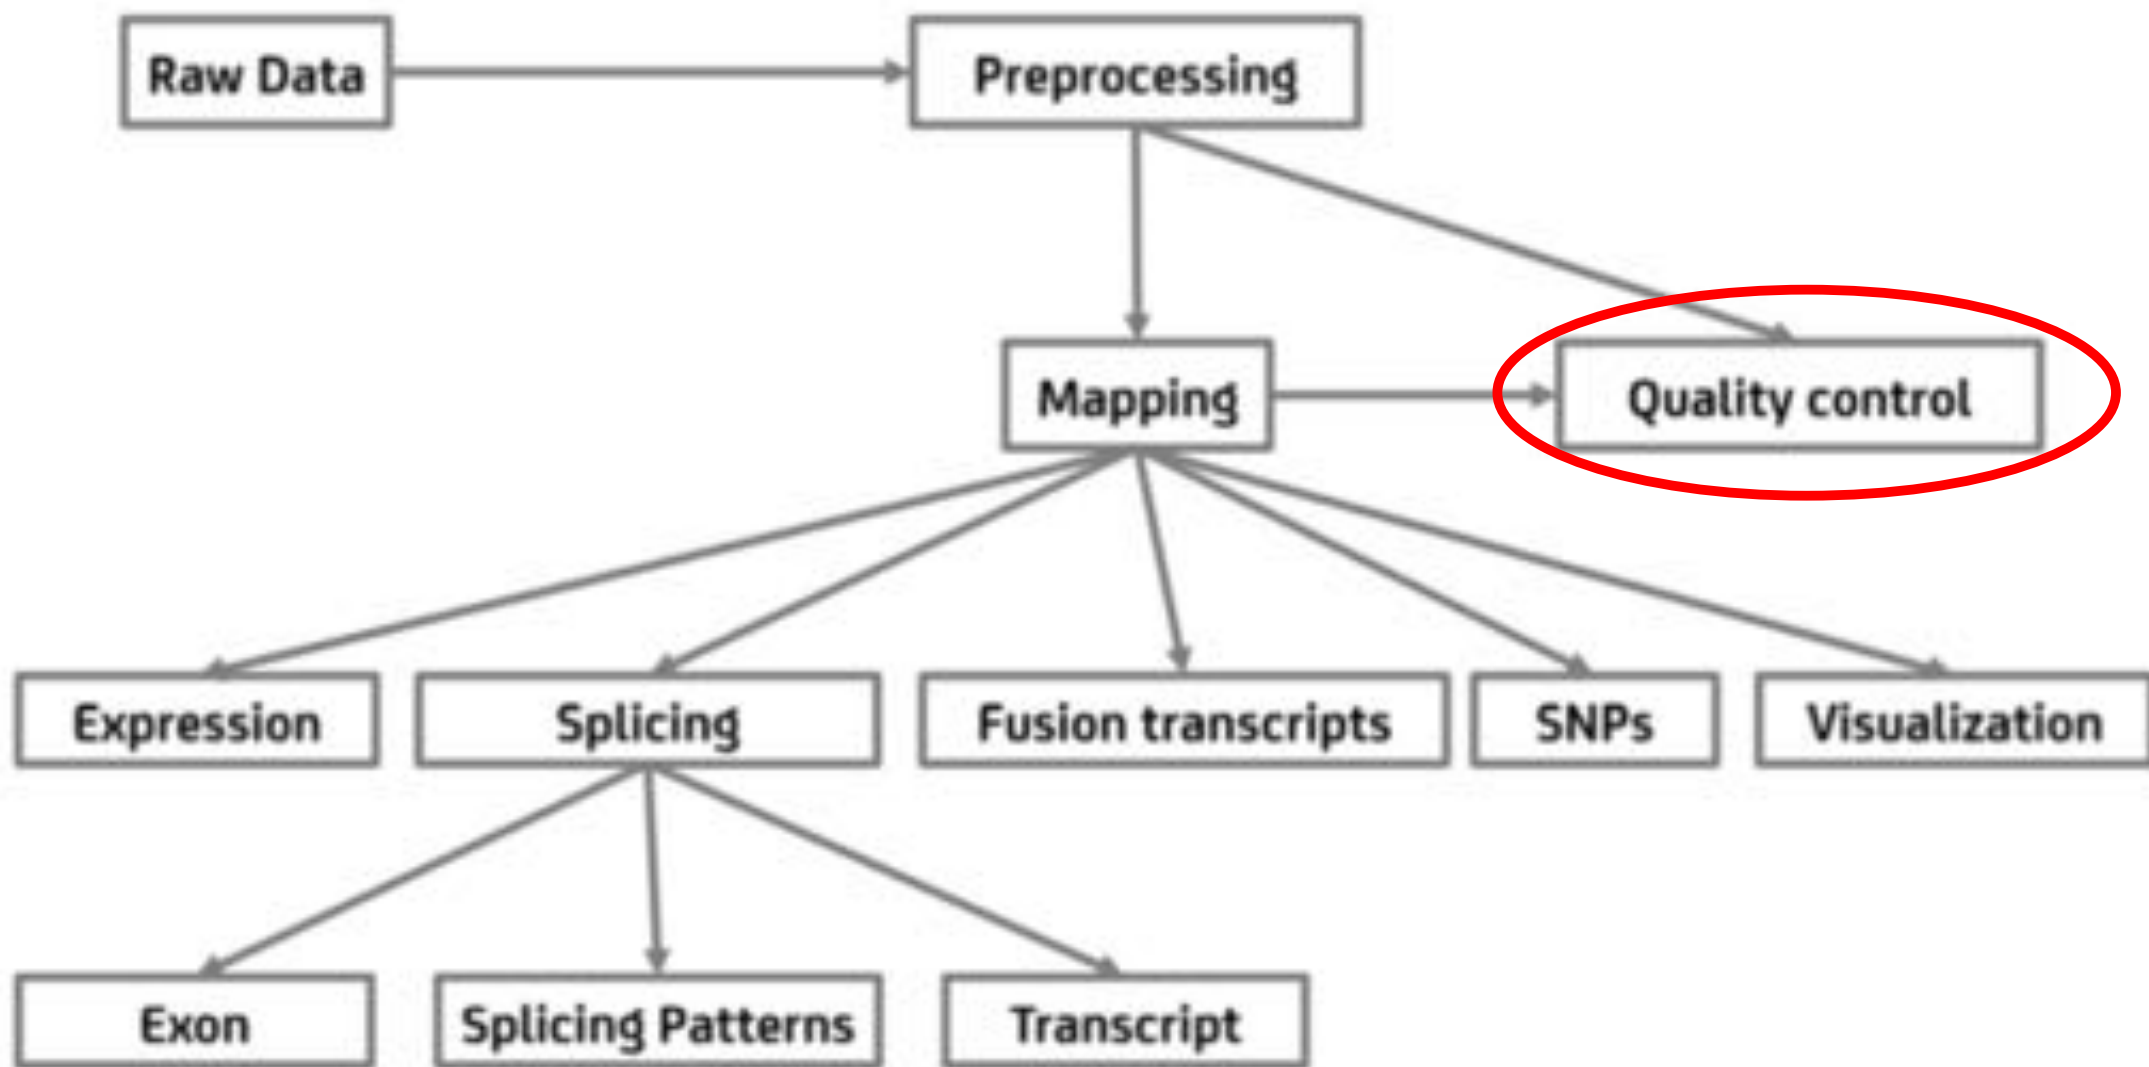 Raw Data
Preprocessing
Mapping
Quality control
Expression
Splicing
Fusion transcripts
SNPs
Visualization
Exon
Splicing Patterns
Transcript